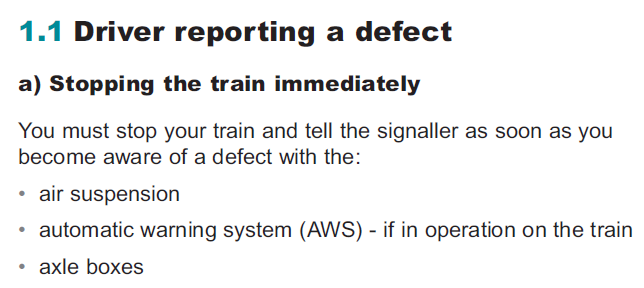 1.1 Driver reporting a defect
a) Stopping the train immediately
You must stop your train and tell the signaller as soon as you
become aware of a defect with the:
• air suspension
• automatic warning system (AWS) - if in operation on the train
• axle boxes